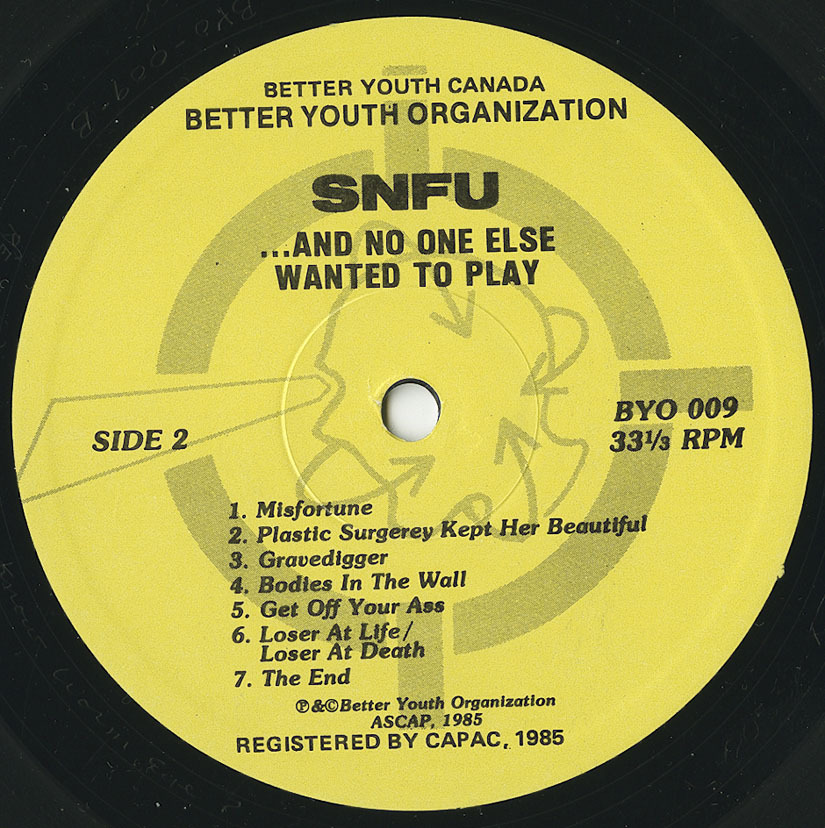 BETTER YOUTH CANADA
BETTER YOUTH ORGANIZATION
SNFU
...AND NO ONE ELSE
WANTED TO PLAY
SIDE 2
BYO 009
33⅓ RPM
1. Misfortune
2. Plastic Surgerey Kept Her Beautiful
3. Gravedigger
4. Bodies In The Wall
5. Get Off Your Ass
6. Loser At Life/
Loser At Death
7. The End
℗&©Better Youth Organization
ASCAP, 1985
REGISTERED BY CAPAC, 1985
BYO-009-B